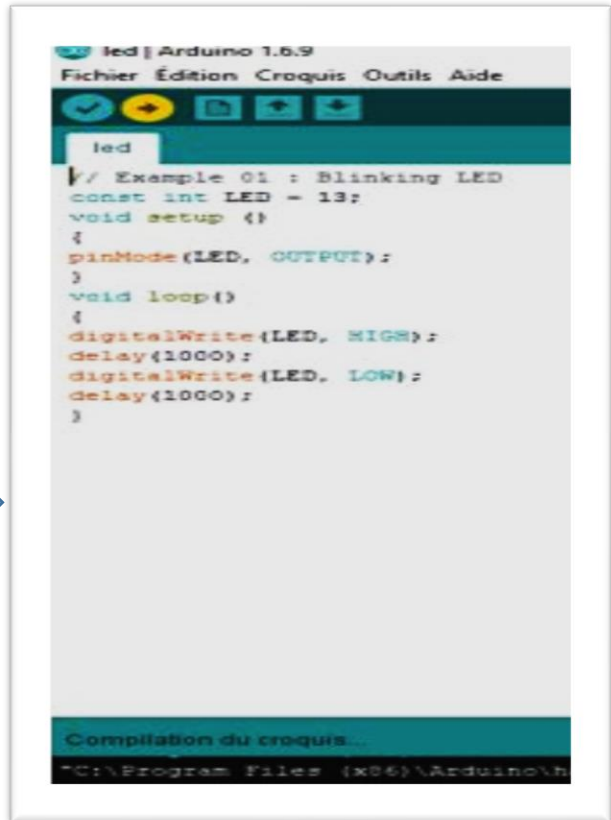 led | Arduino 1.6.9
Fichier Édition Croquis Outils Aide
led
// Example 01 : Blinking LED
const int LED = 13;
void setup ()
{
pinMode(LED, OUTPUT);
}
void loop()
{
digitalWrite(LED, HIGH);
delay(1000);
digitalWrite(LED, LOW);
delay(1000);
}
Compilation du croquis...
"C:\Program Files (x86)\Arduino\h